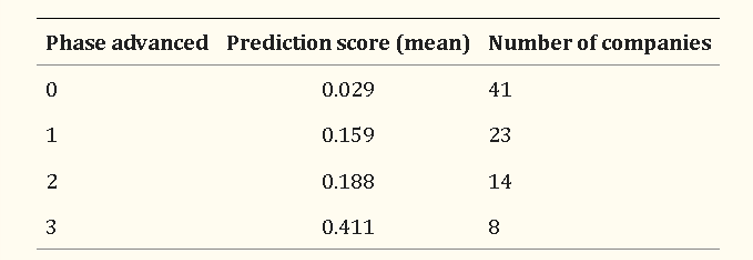 Phase advanced Prediction score (mean) Number of companies
0 0.029 41
1 0.159 23
2 0.188 14
3 0.411 8